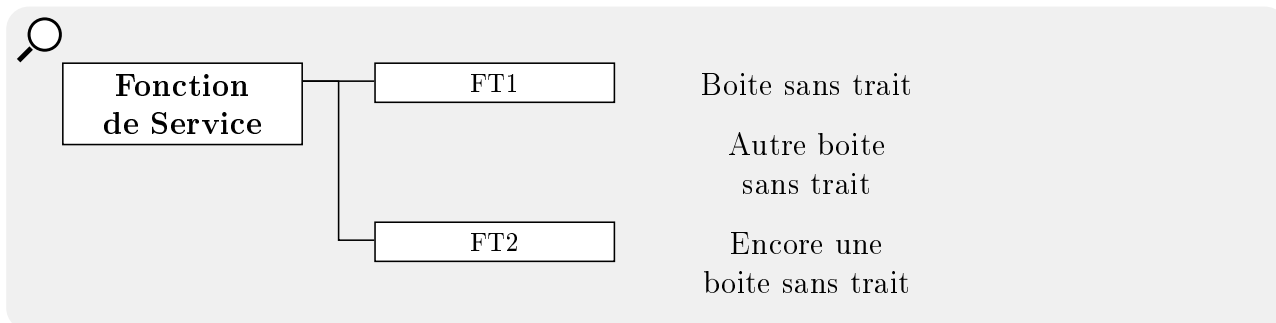 Fonction
de Service
FT1
Boite sans trait
Autre boite
sans trait
FT2
Encore une
boite sans trait